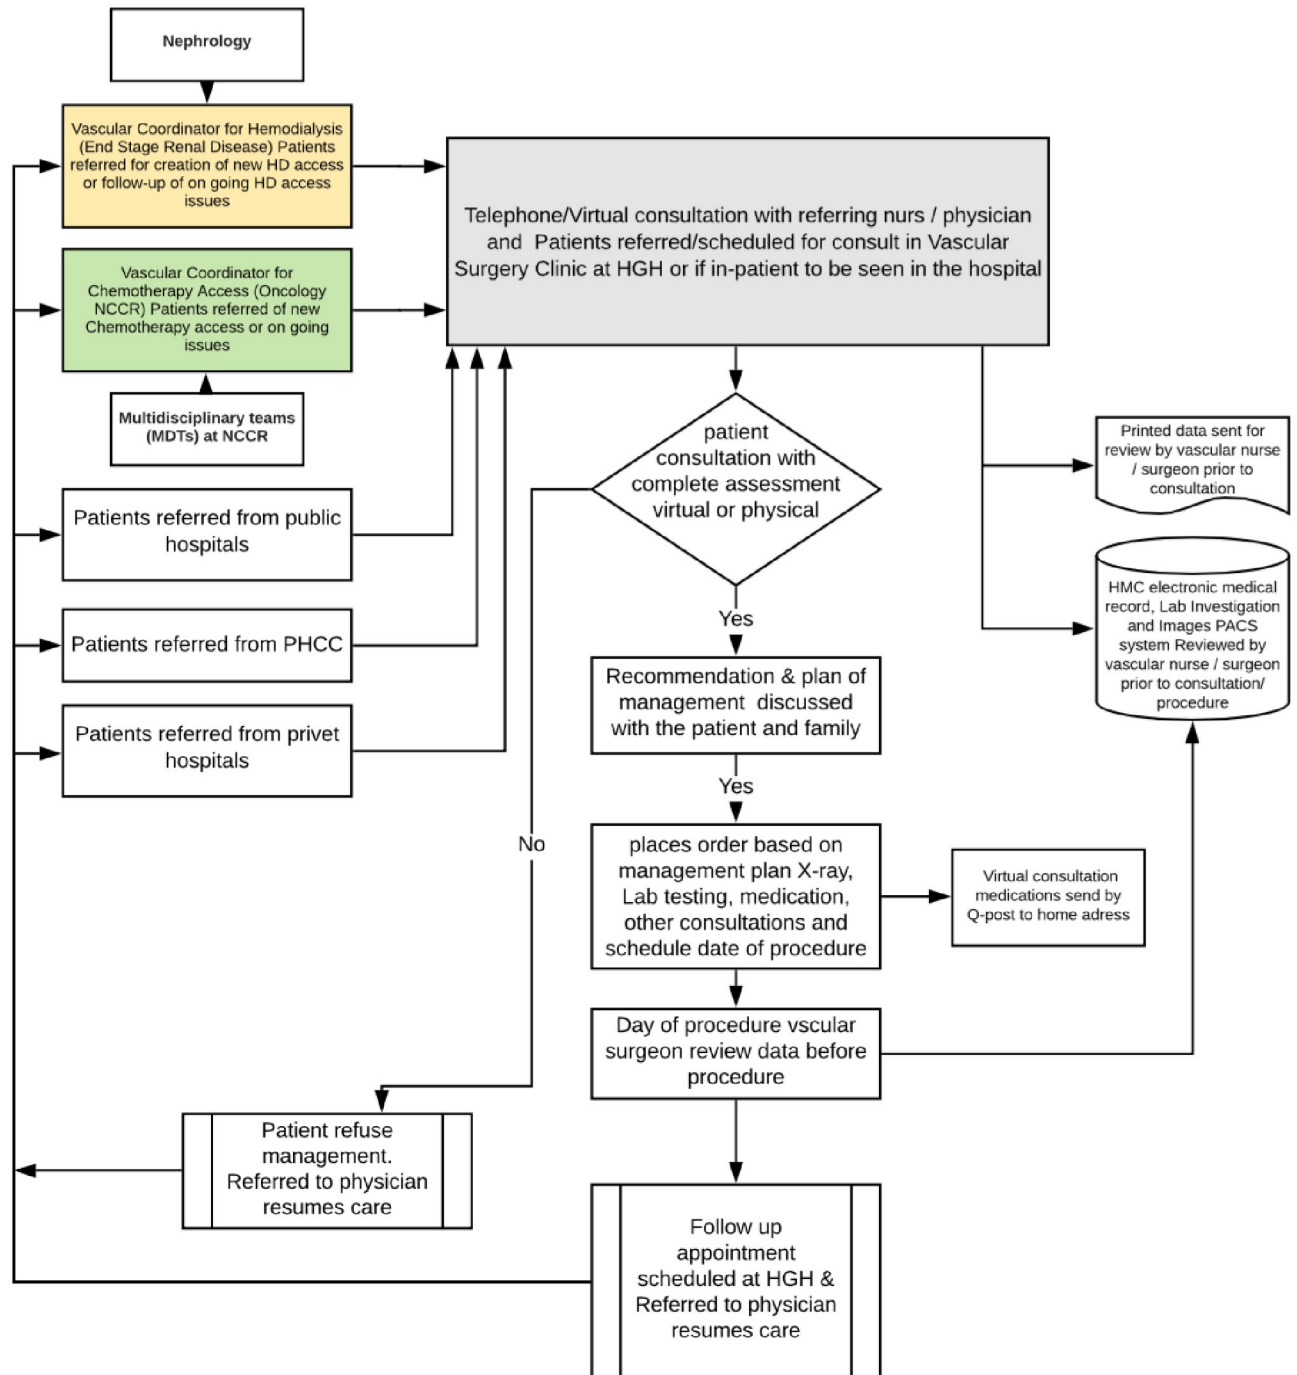 Nephrology
Vascular Coordinator for Hemodialysis
(End Stage Renal Disease) Patients
referred for creation of new HD access
or follow-up of on going HD access
issues
Vascular Coordinator for
Chemotherapy Access (Oncology
NCCR) Patients referred of new
Chemotherapy access or on going
issues
Multidisciplinary teams
(MDTs) at NCCR
Patients referred from public
hospitals
Patients referred from PHCC
Patients referred from privet
hospitals
Telephone/Virtual consultation with referring nurs / physician
and Patients referred/scheduled for consult in Vascular
Surgery Clinic at HGH or if in-patient to be seen in the hospital
patient
consultation with
complete assessment
virtual or physical
Printed data sent for
review by vascular nurse
/ surgeon prior to
consultation
HMC electronic medical
record, Lab Investigation
and Images PACS
system Reviewed by
vascular nurse / surgeon
prior to consultation/
procedure
Yes
Recommendation & plan of
management discussed
with the patient and family
Yes
No
places order based on
management plan X-ray,
Lab testing, medication,
other consultations and
schedule date of procedure
Virtual consultation
medications send by
Q-post to home adress
Day of procedure vscular
surgeon review data before
procedure
Patient refuse
management.
Referred to physician
resumes care
Follow up
appointment
scheduled at HGH &
Referred to physician
resumes care